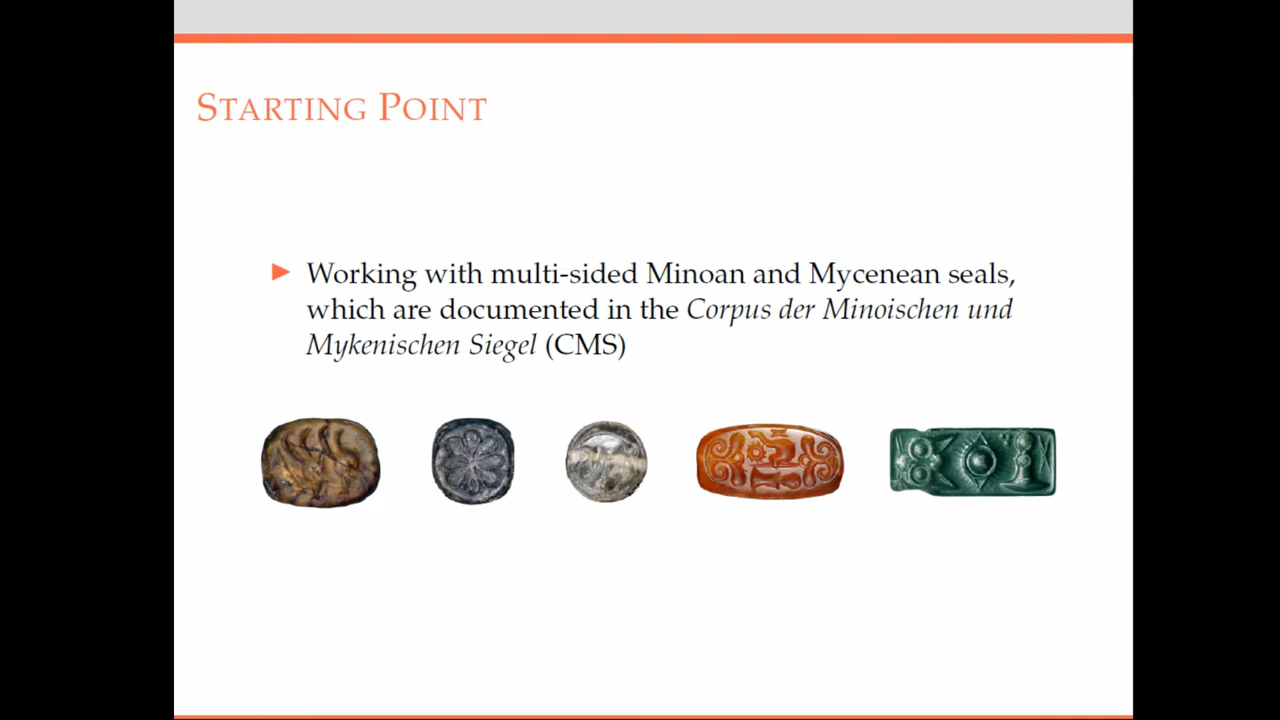 STARTING POINT
Working with multi-sided Minoan and Mycenean seals,
which are documented in the Corpus der Minoischen und
Mykenischen Siegel (CMS)